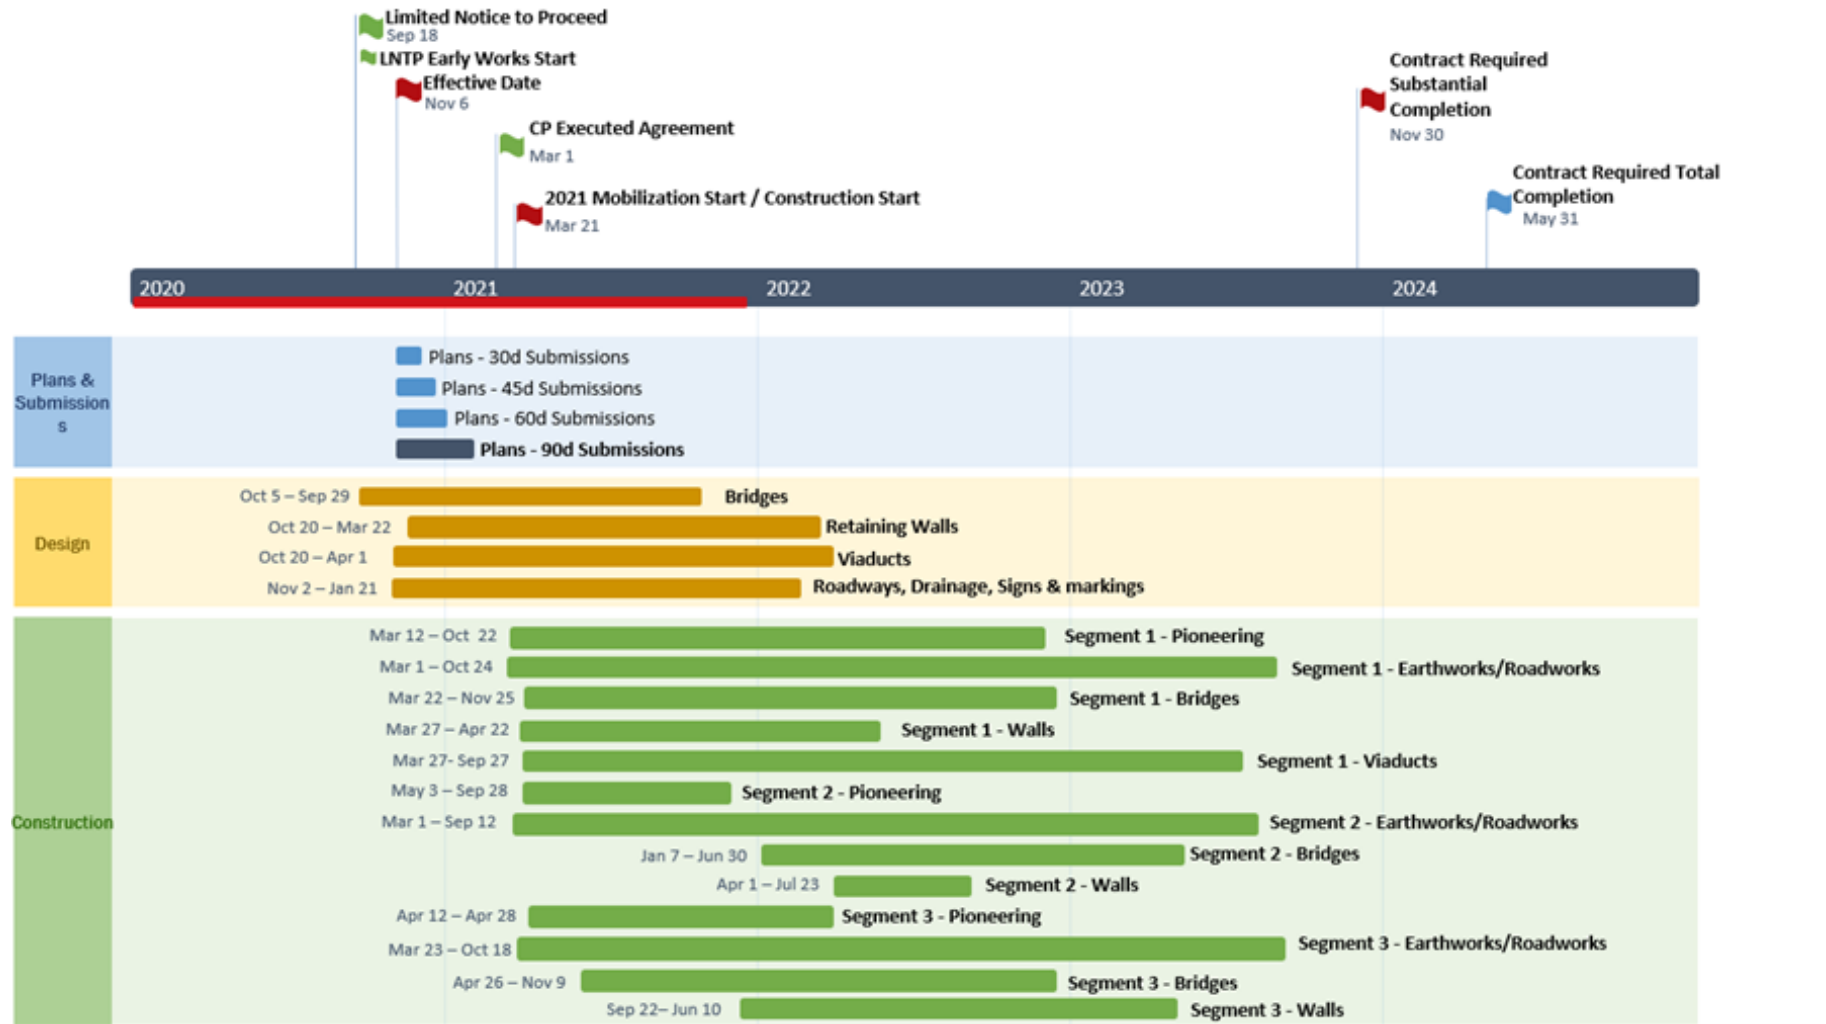 Limited Notice to Proceed
Sep 18
LNTP Early Works Start
Effective Date
Nov 6
CP Executed Agreement
Mar 1
2021 Mobilization Start / Construction Start
Mar 21
Contract Required
Substantial
Completion
Nov 30
Contract Required Total
Completion
May 31
2020 2021 2022 2023 2024
Plans &
Submission
s
Plans - 30d Submissions
Plans - 45d Submissions
Plans - 60d Submissions
Plans - 90d Submissions
Design
Oct 5 – Sep 29 Bridges
Oct 20 – Mar 22 Retaining Walls
Oct 20 – Apr 1 Viaducts
Nov 2 – Jan 21 Roadways, Drainage, Signs & markings
Construction
Mar 12 – Oct 22 Segment 1 - Pioneering
Mar 1 – Oct 24 Segment 1 - Earthworks/Roadworks
Mar 22 – Nov 25 Segment 1 - Bridges
Mar 27 – Apr 22 Segment 1 - Walls
Mar 27- Sep 27 Segment 1 - Viaducts
May 3 – Sep 28 Segment 2 - Pioneering
Mar 1 – Sep 12 Segment 2 - Earthworks/Roadworks
Jan 7 – Jun 30 Segment 2 - Bridges
Apr 1 – Jul 23 Segment 2 - Walls
Apr 12 – Apr 28 Segment 3 - Pioneering
Mar 23 – Oct 18 Segment 3 - Earthworks/Roadworks
Apr 26 – Nov 9 Segment 3 - Bridges
Sep 22– Jun 10 Segment 3 - Walls